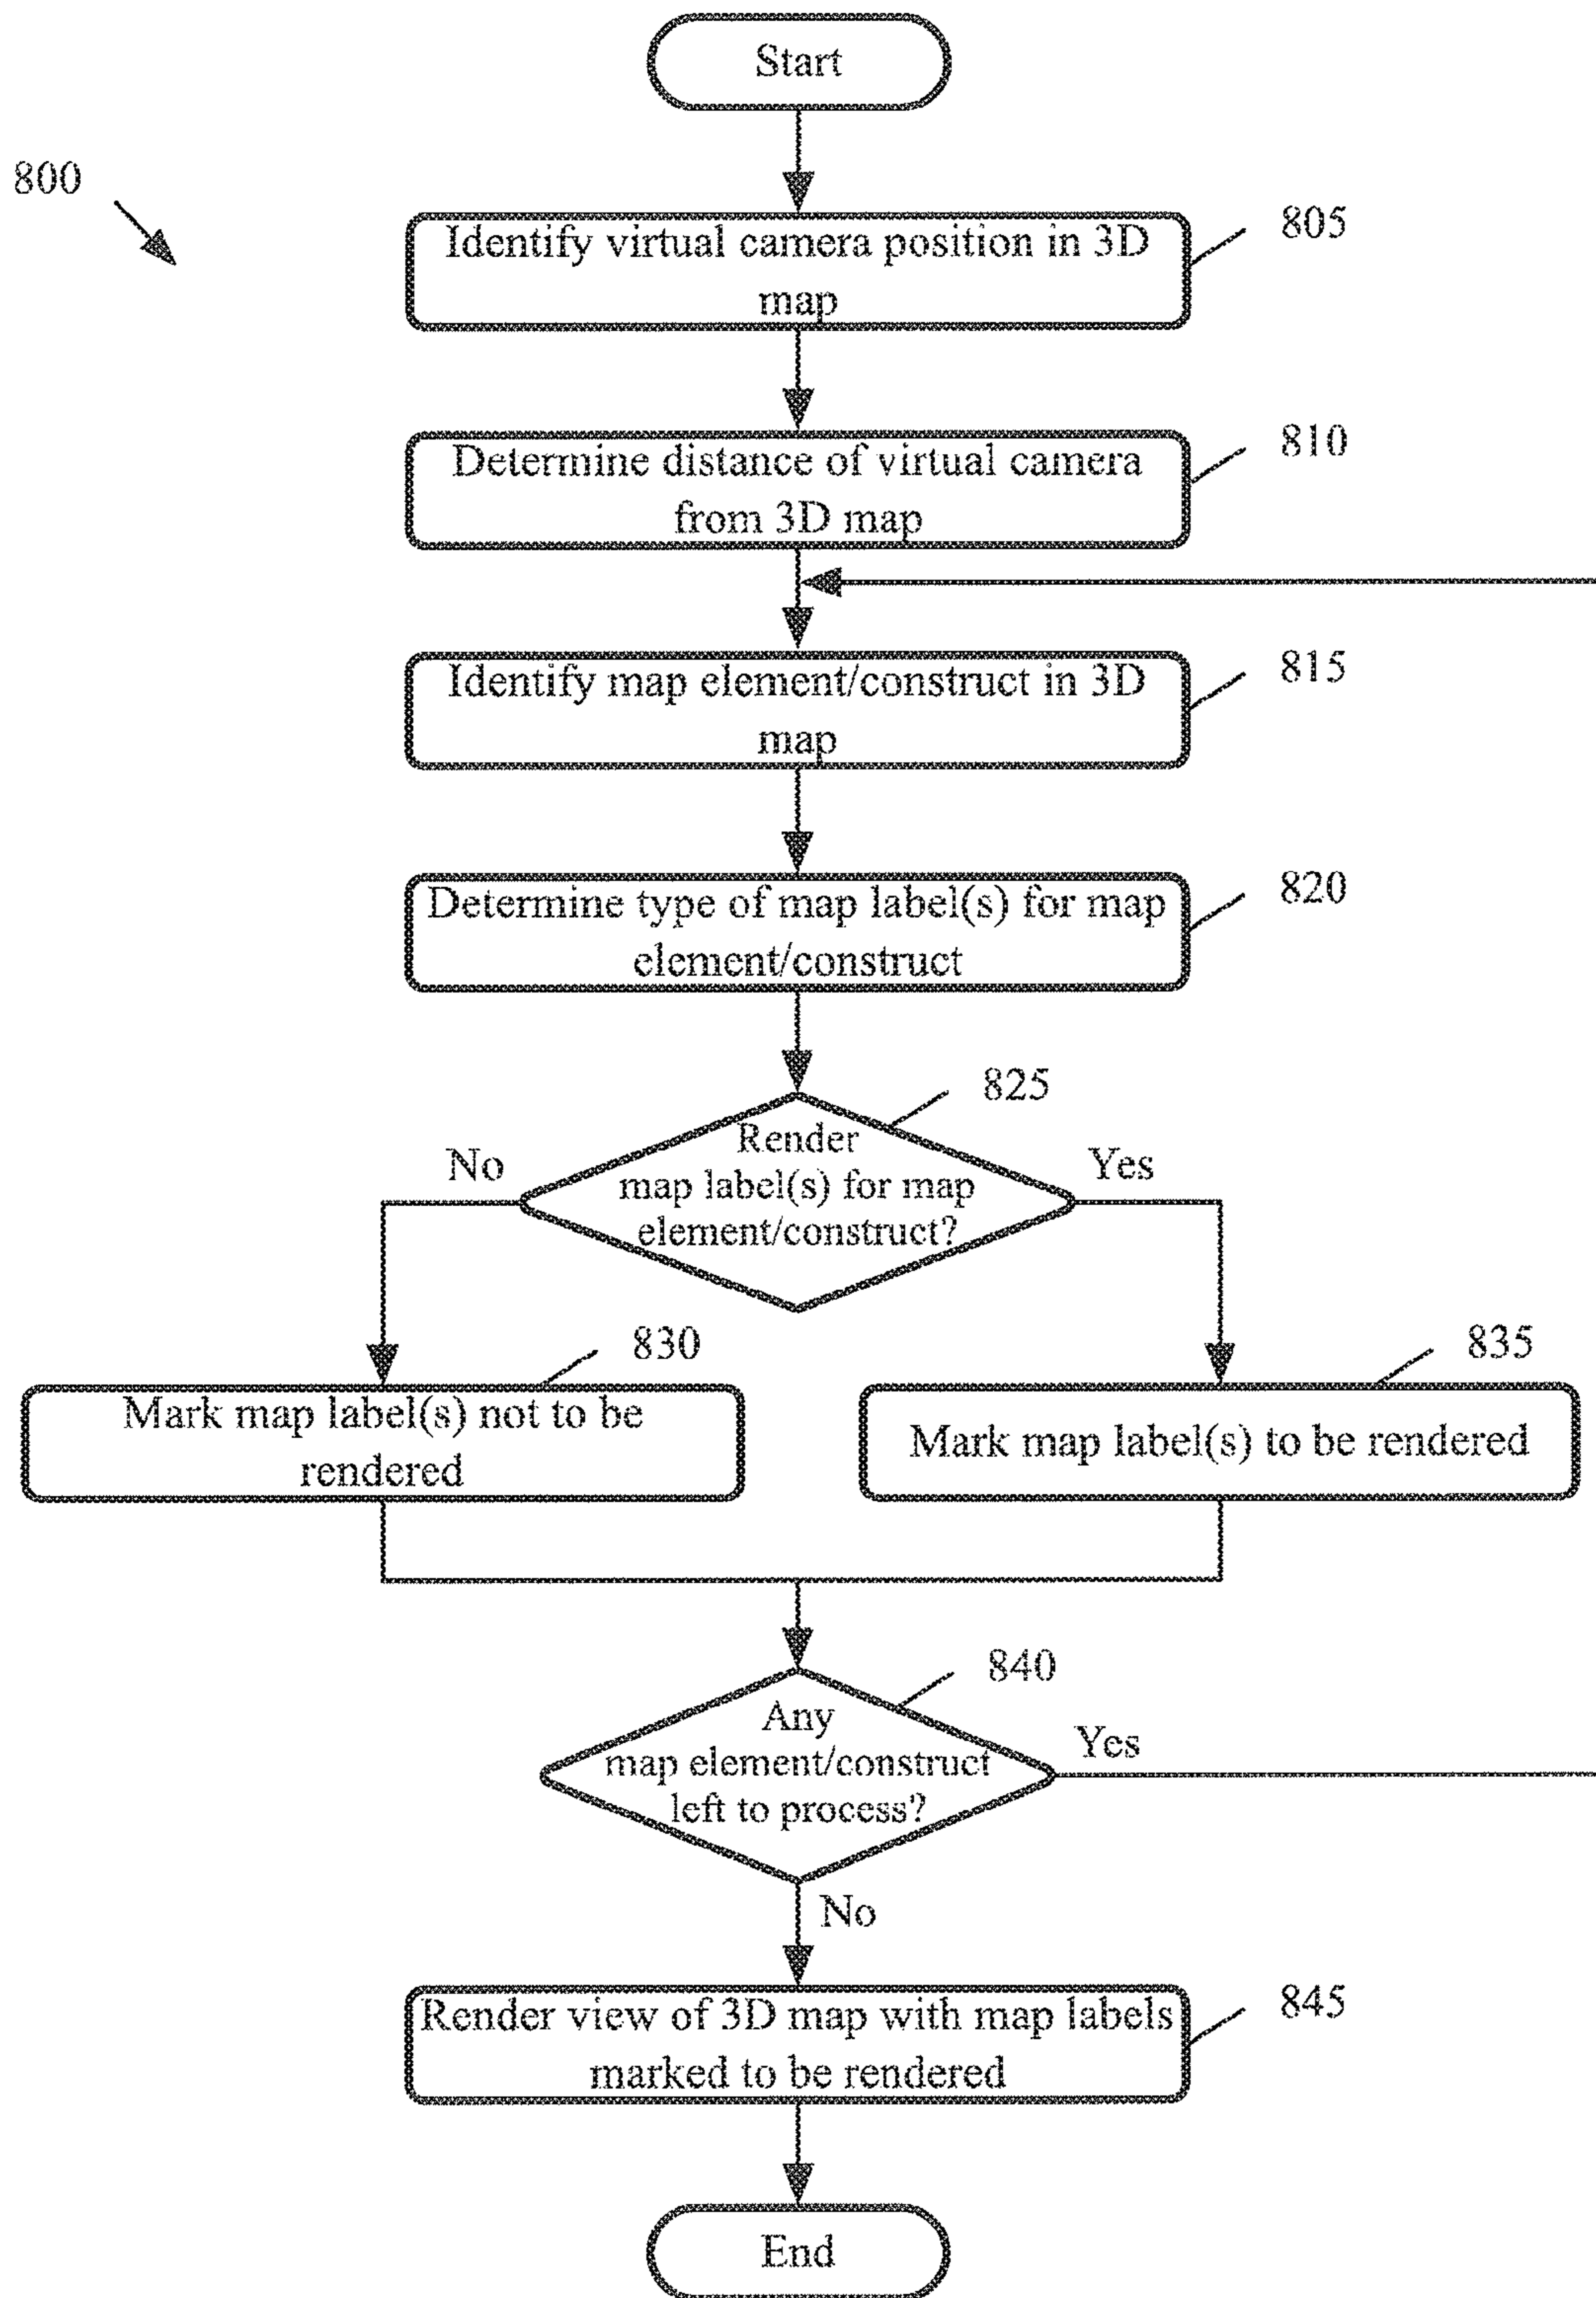 Start
800
Identify virtual camera position in 3D
map
805
Determine distance of virtual camera
from 3D map
810
Identify map element/construct in 3D
map
815
Determine type of map label(s) for map
element/construct
820
825
Render
map label(s) for map
element/construct?
No
Yes
830
Mark map label(s) not to be
rendered
835
Mark map label(s) to be rendered
840
Any
map element/construct
left to process?
Yes
No
Render view of 3D map with map labels
marked to be rendered
845
End